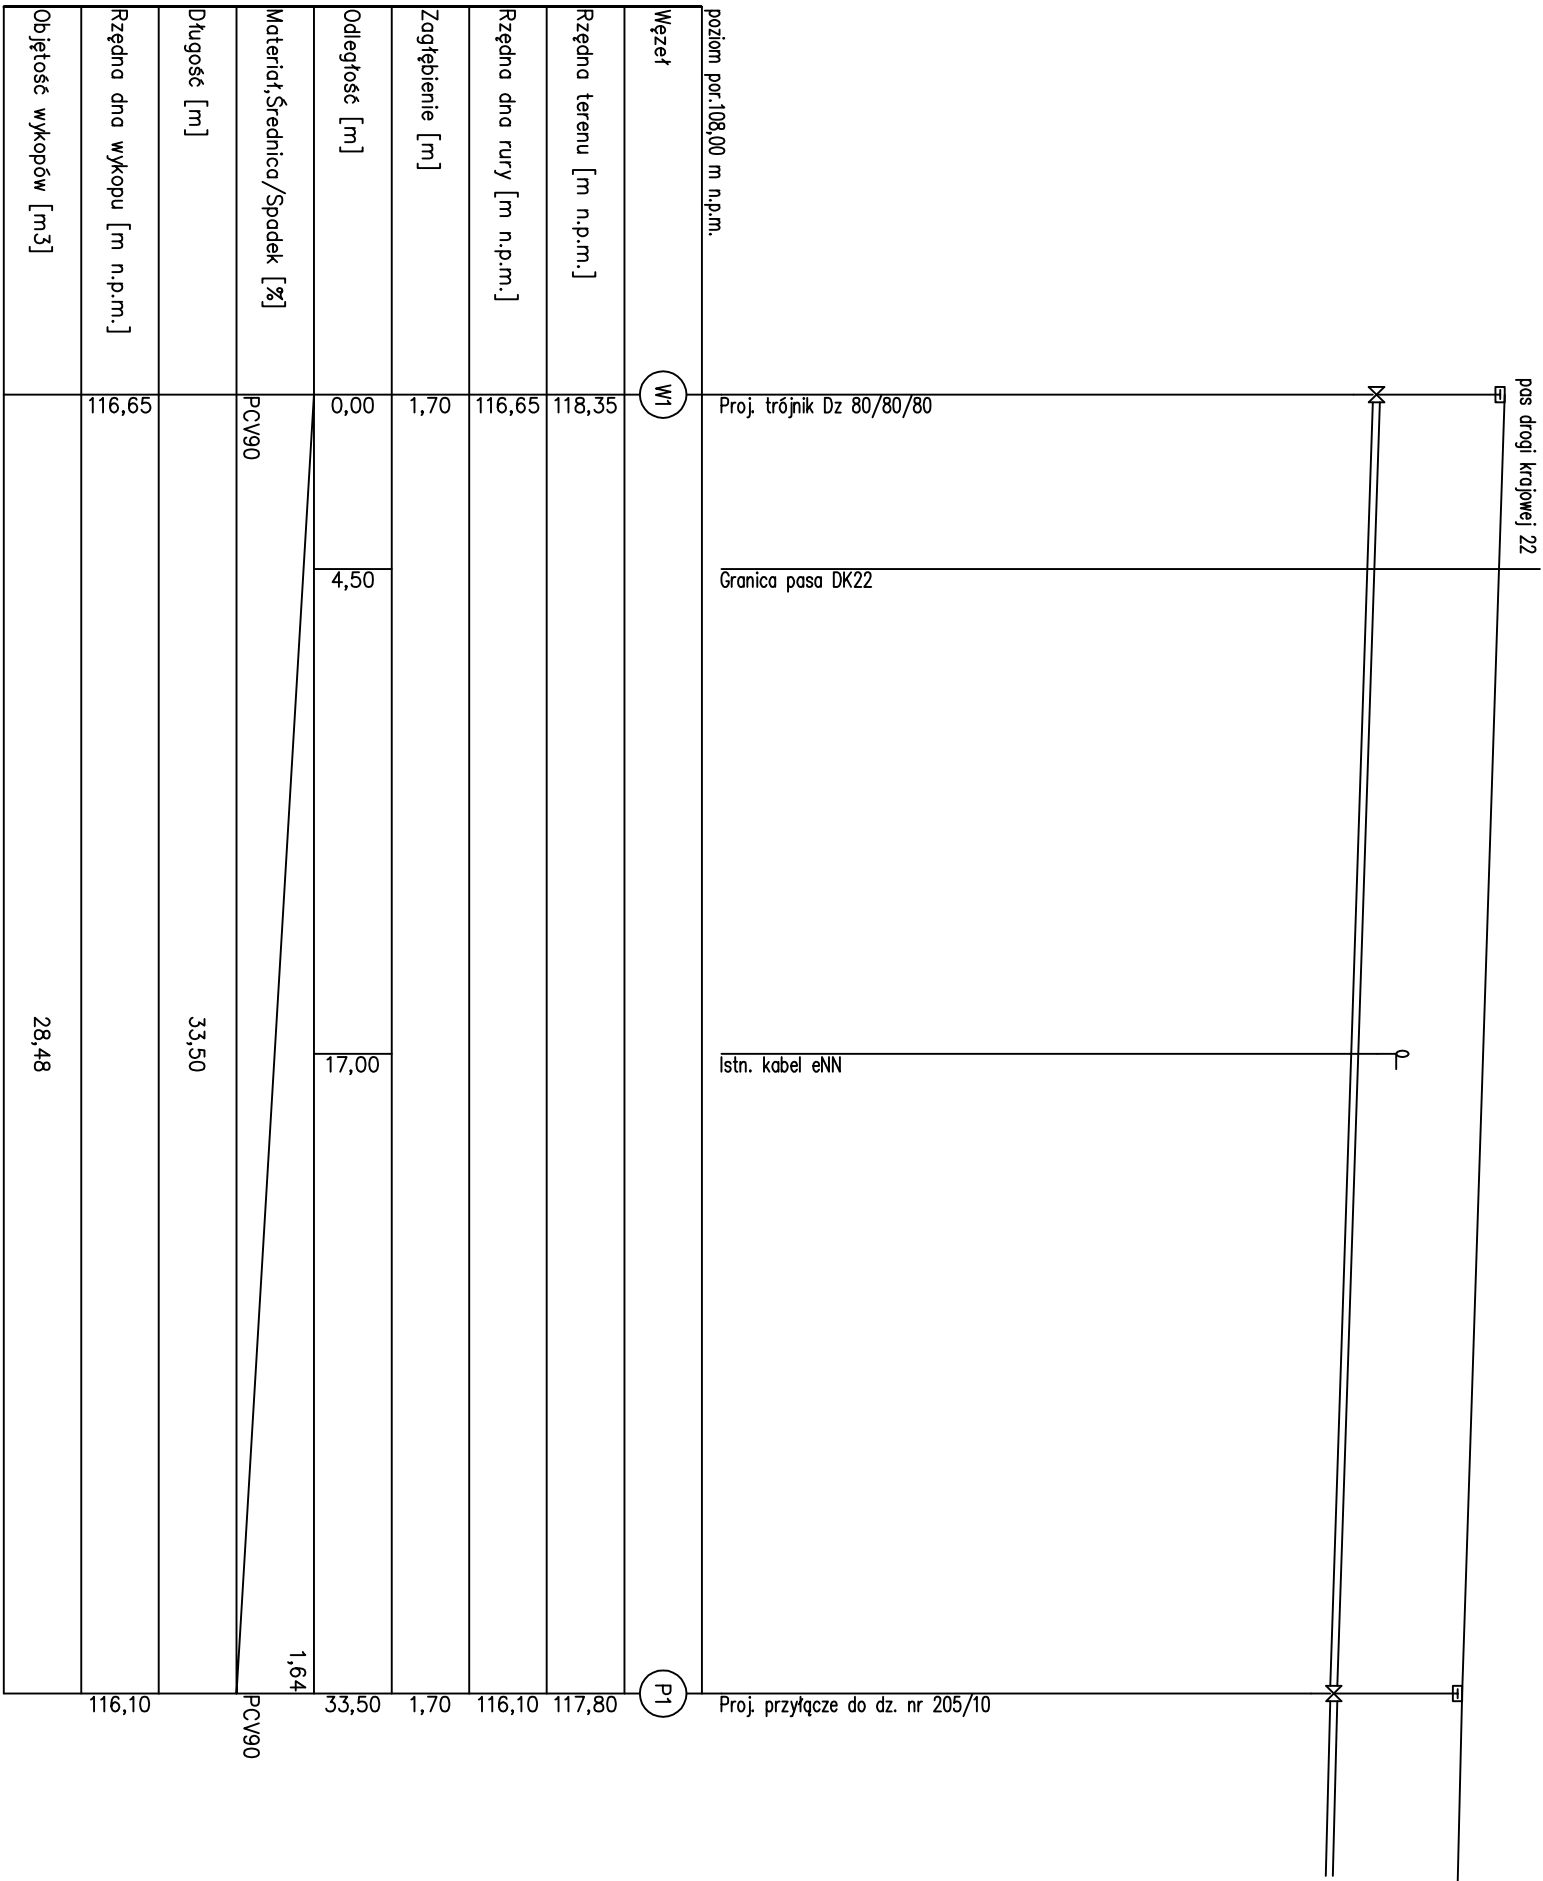 pas drogi krajowej 22
poziom por.108,00 m n.p.m.
Proj. trójnik Dz 80/80/80
Granica pasa DK22
Istn. kabel eNN
Proj. przyłącze do dz. nr 205/10
Węzeł W1 P1
Rzędna terenu [m n.p.m.] 118,35 117,80
Rzędna dna rury [m n.p.m.] 116,65 116,10
Zagłębienie [m] 1,70 1,70
Odległość [m] 0,00 4,50 17,00 33,50
Materiał,Średnica/Spadek [%] PCV90 1,64 PCV90
Długość [m] 33,50
Rzędna dna wykopu [m n.p.m.] 116,65 116,10
Objętość wykopów [m3] 28,48